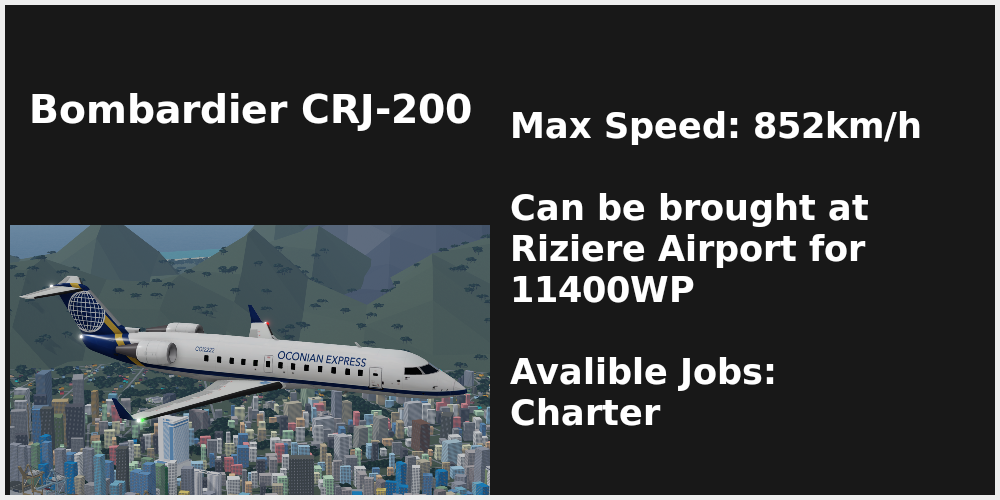 Bombardier CRJ-200
Max Speed: 852km/h
Can be brought at
Riziere Airport for
11400WP
Avalible Jobs:
Charter
OCONIAN EXPRESS